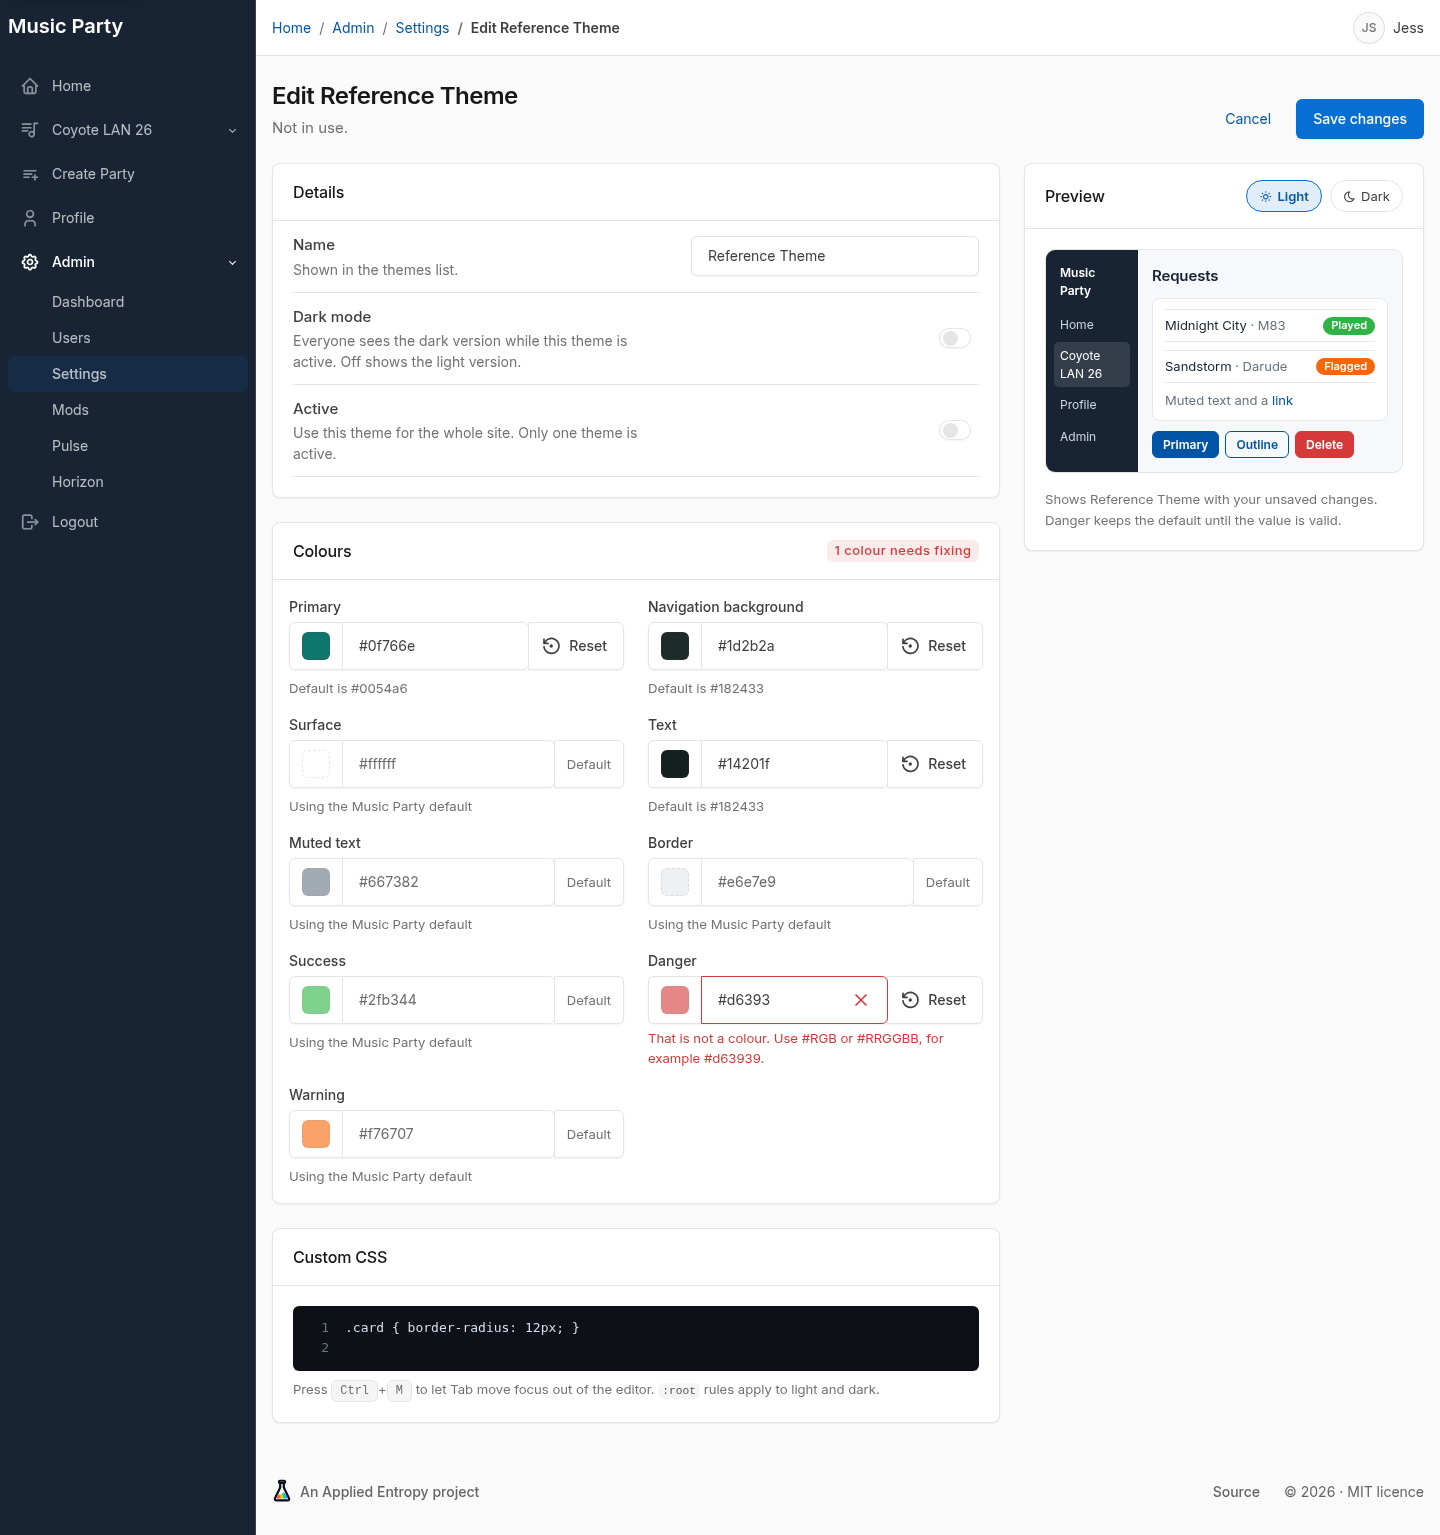 Music Party
Home
Coyote LAN 26
Create Party
Profile
Admin
Dashboard
Users
Settings
Mods
Pulse
Horizon
Logout
Home / Admin / Settings / Edit Reference Theme
JS Jess
Edit Reference Theme
Not in use.
Cancel
Save changes
Details
Name
Shown in the themes list.
Reference Theme
Dark mode
Everyone sees the dark version while this theme is
active. Off shows the light version.
Active
Use this theme for the whole site. Only one theme is
active.
Colours
1 colour needs fixing
Primary
#0f766e
Reset
Default is #0054a6
Navigation background
#1d2b2a
Reset
Default is #182433
Surface
#ffffff
Default
Using the Music Party default
Text
#14201f
Reset
Default is #182433
Muted text
#667382
Default
Using the Music Party default
Border
#e6e7e9
Default
Using the Music Party default
Success
#2fb344
Default
Using the Music Party default
Danger
#d6393
Reset
That is not a colour. Use #RGB or #RRGGBB, for
example #d63939.
Warning
#f76707
Default
Using the Music Party default
Custom CSS
1 .card { border-radius: 12px; }
2
Press Ctrl+M to let Tab move focus out of the editor. :root rules apply to light and dark.
Preview
Light
Dark
Music
Party
Home
Coyote
LAN 26
Profile
Admin
Requests
Midnight City · M83
Played
Sandstorm · Darude
Flagged
Muted text and a link
Primary
Outline
Delete
Shows Reference Theme with your unsaved changes.
Danger keeps the default until the value is valid.
An Applied Entropy project
Source
© 2026 · MIT licence